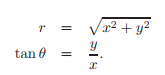 r = √x² + y²
tan θ = y/x.